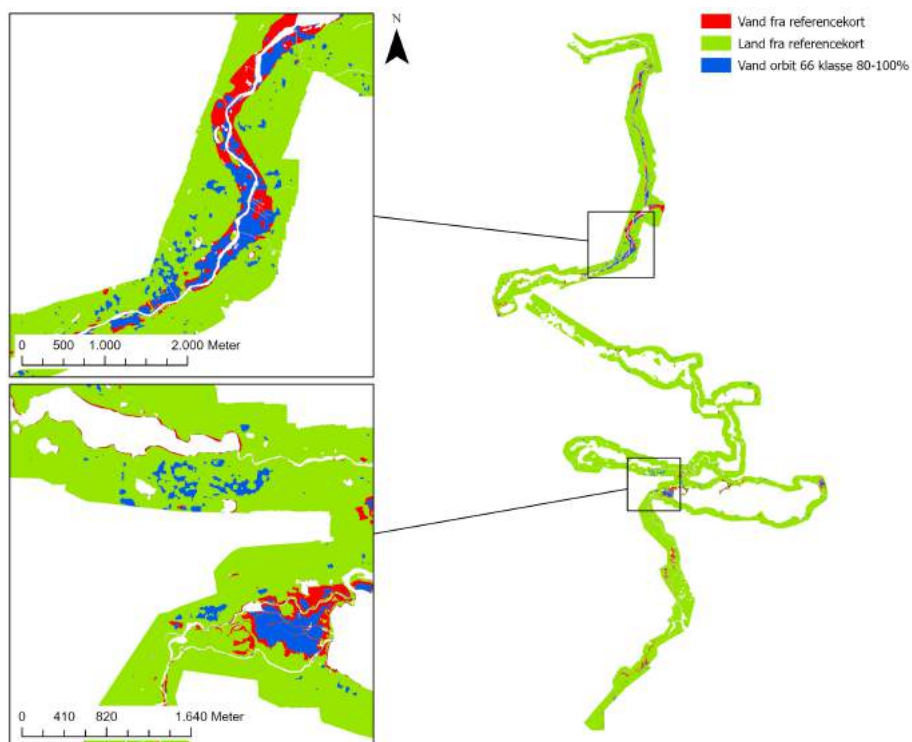 N
Vand fra referencekort
Land fra referencekort
Vand orbit 66 klasse 80-100%
0 500 1.000 2.000 Meter
0 410 820 1.640 Meter